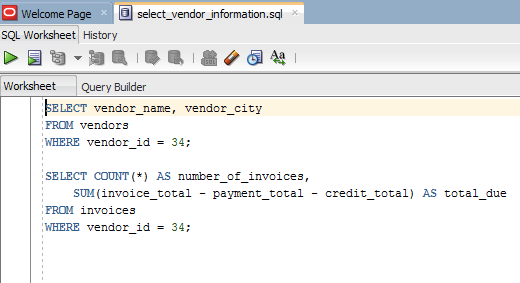 Welcome Page
select_vendor_information.sql
SQL Worksheet History
Aa
Worksheet Query Builder
SELECT vendor_name, vendor_city
FROM vendors
WHERE vendor_id = 34;
SELECT COUNT(*) AS number_of_invoices,
SUM(invoice_total - payment_total - credit_total) AS total_due
FROM invoices
WHERE vendor_id = 34;